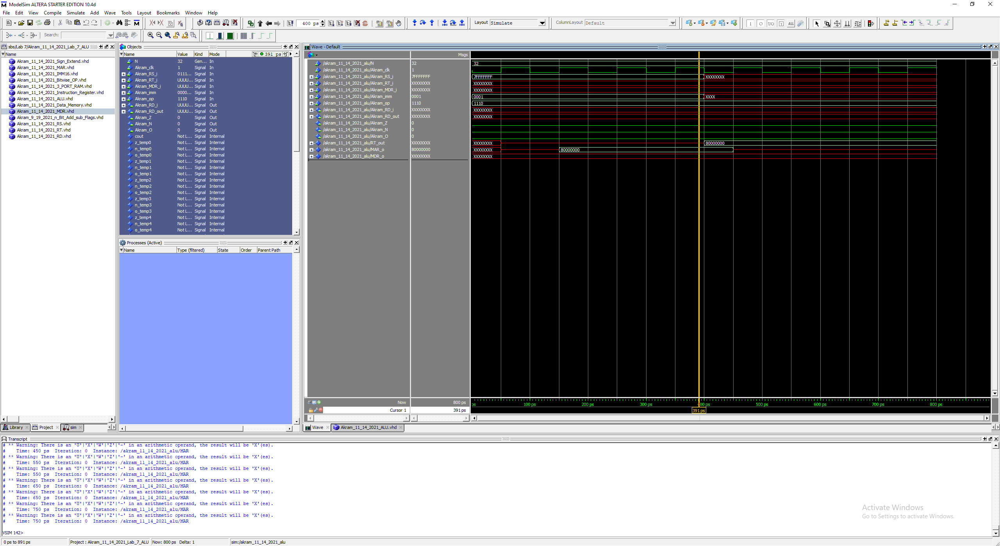 ModelSim ALTERA STARTER EDITION 10.4d
File Edit View Compile Simulate Add Wave Tools Layout Bookmarks Window Help
400 ps Layout Simulate ColumnLayout Default
Search:
abs/Lab 7/Akram_11_14_2021_Lab_7_ALU
Name
Akram_11_14_2021_Sign_Extend.vhd
Akram_11_14_2021_MAR.vhd
Akram_11_14_2021_IMM16.vhd
Akram_11_14_2021_Bitwise_OP.vhd
Akram_11_14_2021_3_PORT_RAM.vhd
Akram_11_14_2021_Instruction_Register.vhd
Akram_11_14_2021_ALU.vhd
Akram_11_14_2021_Data_Memory.vhd
Akram_11_14_2021_MDR.vhd
Akram_9_19_2021_n_Bit_Add_sub_Flags.vhd
Akram_11_14_2021_RS.vhd
Akram_11_14_2021_RT.vhd
Akram_11_14_2021_RD.vhd
Library Project sim
Objects
Name Value Kind Mode 391 ps
N 32 Gen... In
Akram_clk 1 Signal In
Akram_RS_i 0111... Signal In
Akram_RT_i UUUU... Signal In
Akram_MDR_i UUUU... Signal In
Akram_imm 0000... Signal In
Akram_op 1110 Signal In
Akram_RD_i UUUU... Signal Out
Akram_RD_out UUUU... Signal Out
Akram_Z 0 Signal Out
Akram_N 0 Signal Out
Akram_O 0 Signal Out
cout Not L... Signal Internal
z_temp0 Not L... Signal Internal
n_temp0 Not L... Signal Internal
o_temp0 Not L... Signal Internal
z_temp1 Not L... Signal Internal
n_temp1 Not L... Signal Internal
o_temp1 Not L... Signal Internal
z_temp2 Not L... Signal Internal
n_temp2 Not L... Signal Internal
o_temp2 Not L... Signal Internal
z_temp3 Not L... Signal Internal
n_temp3 Not L... Signal Internal
o_temp3 Not L... Signal Internal
z_temp4 Not L... Signal Internal
n_temp4 Not L... Signal Internal
o_temp4 Not L... Signal Internal
Processes (Active)
Name Type (filtered) State Order Parent Path
Wave - Default
Msgs
/akram_11_14_2021_alu/N 32 32
/akram_11_14_2021_alu/Akram_clk 1
/akram_11_14_2021_alu/Akram_RS_i 7FFFFFFF 7FFFFFFF XXXXXXXX
/akram_11_14_2021_alu/Akram_RT_i XXXXXXXX XXXXXXXX
/akram_11_14_2021_alu/Akram_MDR_i XXXXXXXX XXXXXXXX
/akram_11_14_2021_alu/Akram_imm 0001 0001 XXXX
/akram_11_14_2021_alu/Akram_op 1110 1110
/akram_11_14_2021_alu/Akram_RD_i XXXXXXXX XXXXXXXX
/akram_11_14_2021_alu/Akram_RD_out XXXXXXXX XXXXXXXX
/akram_11_14_2021_alu/Akram_Z 0
/akram_11_14_2021_alu/Akram_N 0
/akram_11_14_2021_alu/Akram_O 0
/akram_11_14_2021_alu/RT_out XXXXXXXX XXXXXXXX 80000000
/akram_11_14_2021_alu/MAR_o 80000000 XXXXXXXX 80000000
/akram_11_14_2021_alu/MDR_o XXXXXXXX XXXXXXXX
Now 800 ps ps 100 ps 200 ps 300 ps 400 ps 500 ps 600 ps 700 ps 800 ps
Cursor 1 391 ps 391 ps
Wave Akram_11_14_2021_ALU.vhd
Transcript
# ** Warning: There is an 'U'|'X'|'W'|'Z'|'-' in an arithmetic operand, the result will be 'X'(es).
# Time: 450 ps Iteration: 0 Instance: /akram_11_14_2021_alu/MAR
# ** Warning: There is an 'U'|'X'|'W'|'Z'|'-' in an arithmetic operand, the result will be 'X'(es).
# Time: 550 ps Iteration: 0 Instance: /akram_11_14_2021_alu/MAR
# ** Warning: There is an 'U'|'X'|'W'|'Z'|'-' in an arithmetic operand, the result will be 'X'(es).
# Time: 550 ps Iteration: 0 Instance: /akram_11_14_2021_alu/MAR
# ** Warning: There is an 'U'|'X'|'W'|'Z'|'-' in an arithmetic operand, the result will be 'X'(es).
# Time: 650 ps Iteration: 0 Instance: /akram_11_14_2021_alu/MAR
# ** Warning: There is an 'U'|'X'|'W'|'Z'|'-' in an arithmetic operand, the result will be 'X'(es).
# Time: 650 ps Iteration: 0 Instance: /akram_11_14_2021_alu/MAR
# ** Warning: There is an 'U'|'X'|'W'|'Z'|'-' in an arithmetic operand, the result will be 'X'(es).
# Time: 750 ps Iteration: 0 Instance: /akram_11_14_2021_alu/MAR
# ** Warning: There is an 'U'|'X'|'W'|'Z'|'-' in an arithmetic operand, the result will be 'X'(es).
# Time: 750 ps Iteration: 0 Instance: /akram_11_14_2021_alu/MAR
VSIM 142>
Activate Windows
Go to Settings to activate Windows.
0 ps to 891 ps Project : Akram_11_14_2021_Lab_7_ALU Now: 800 ps Delta: 1 sim:/akram_11_14_2021_alu